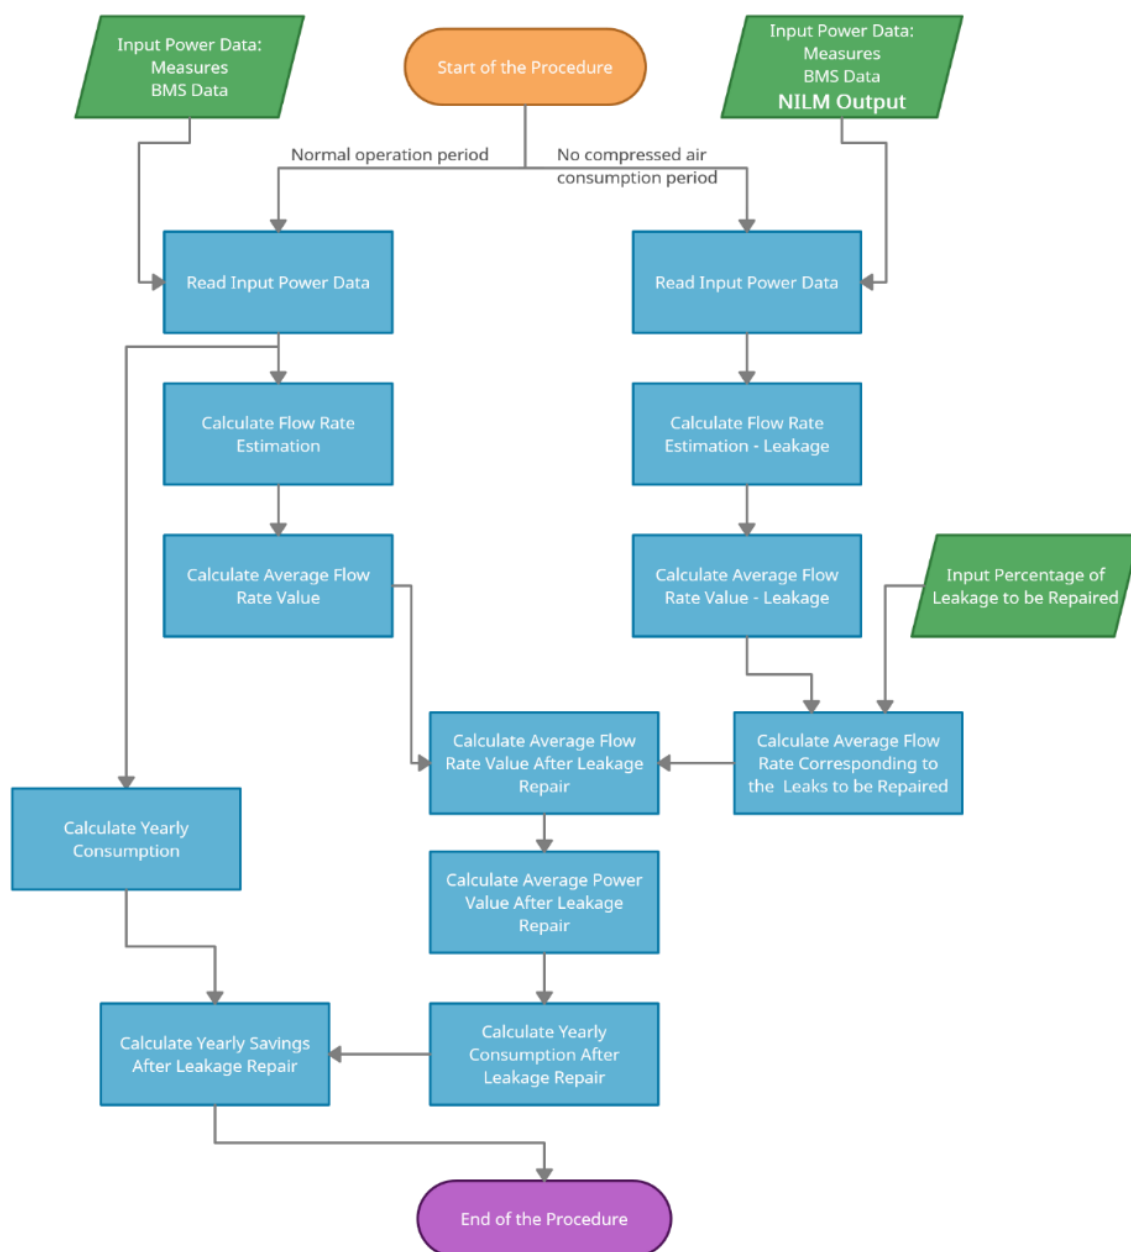 Input Power Data:
Measures
BMS Data
Start of the Procedure
Input Power Data:
Measures
BMS Data
NILM Output
Normal operation period
No compressed air
consumption period
Read Input Power Data
Read Input Power Data
Calculate Flow Rate
Estimation
Calculate Flow Rate
Estimation - Leakage
Calculate Average Flow
Rate Value
Calculate Average Flow
Rate Value - Leakage
Input Percentage of
Leakage to be Repaired
Calculate Average Flow
Rate Value After Leakage
Repair
Calculate Average Flow
Rate Corresponding to
the Leaks to be Repaired
Calculate Yearly
Consumption
Calculate Average Power
Value After Leakage
Repair
Calculate Yearly Savings
After Leakage Repair
Calculate Yearly
Consumption After
Leakage Repair
End of the Procedure